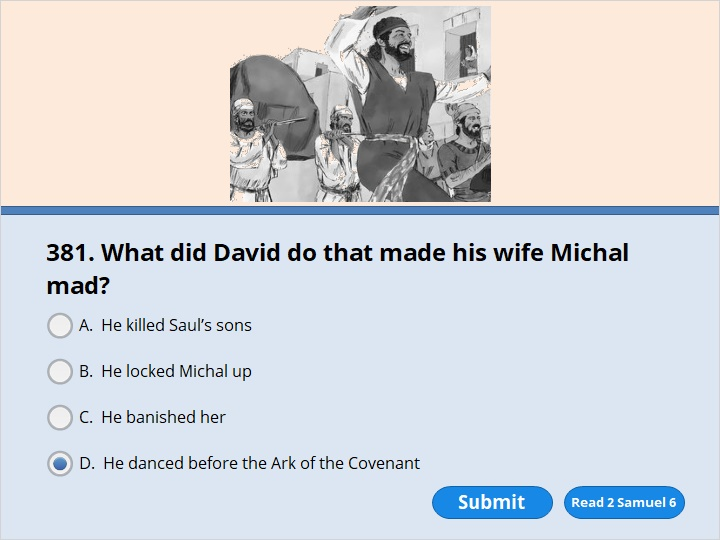 381. What did David do that made his wife Michal
mad?
A. He killed Saul’s sons
B. He locked Michal up
C. He banished her
D. He danced before the Ark of the Covenant
Submit
Read 2 Samuel 6